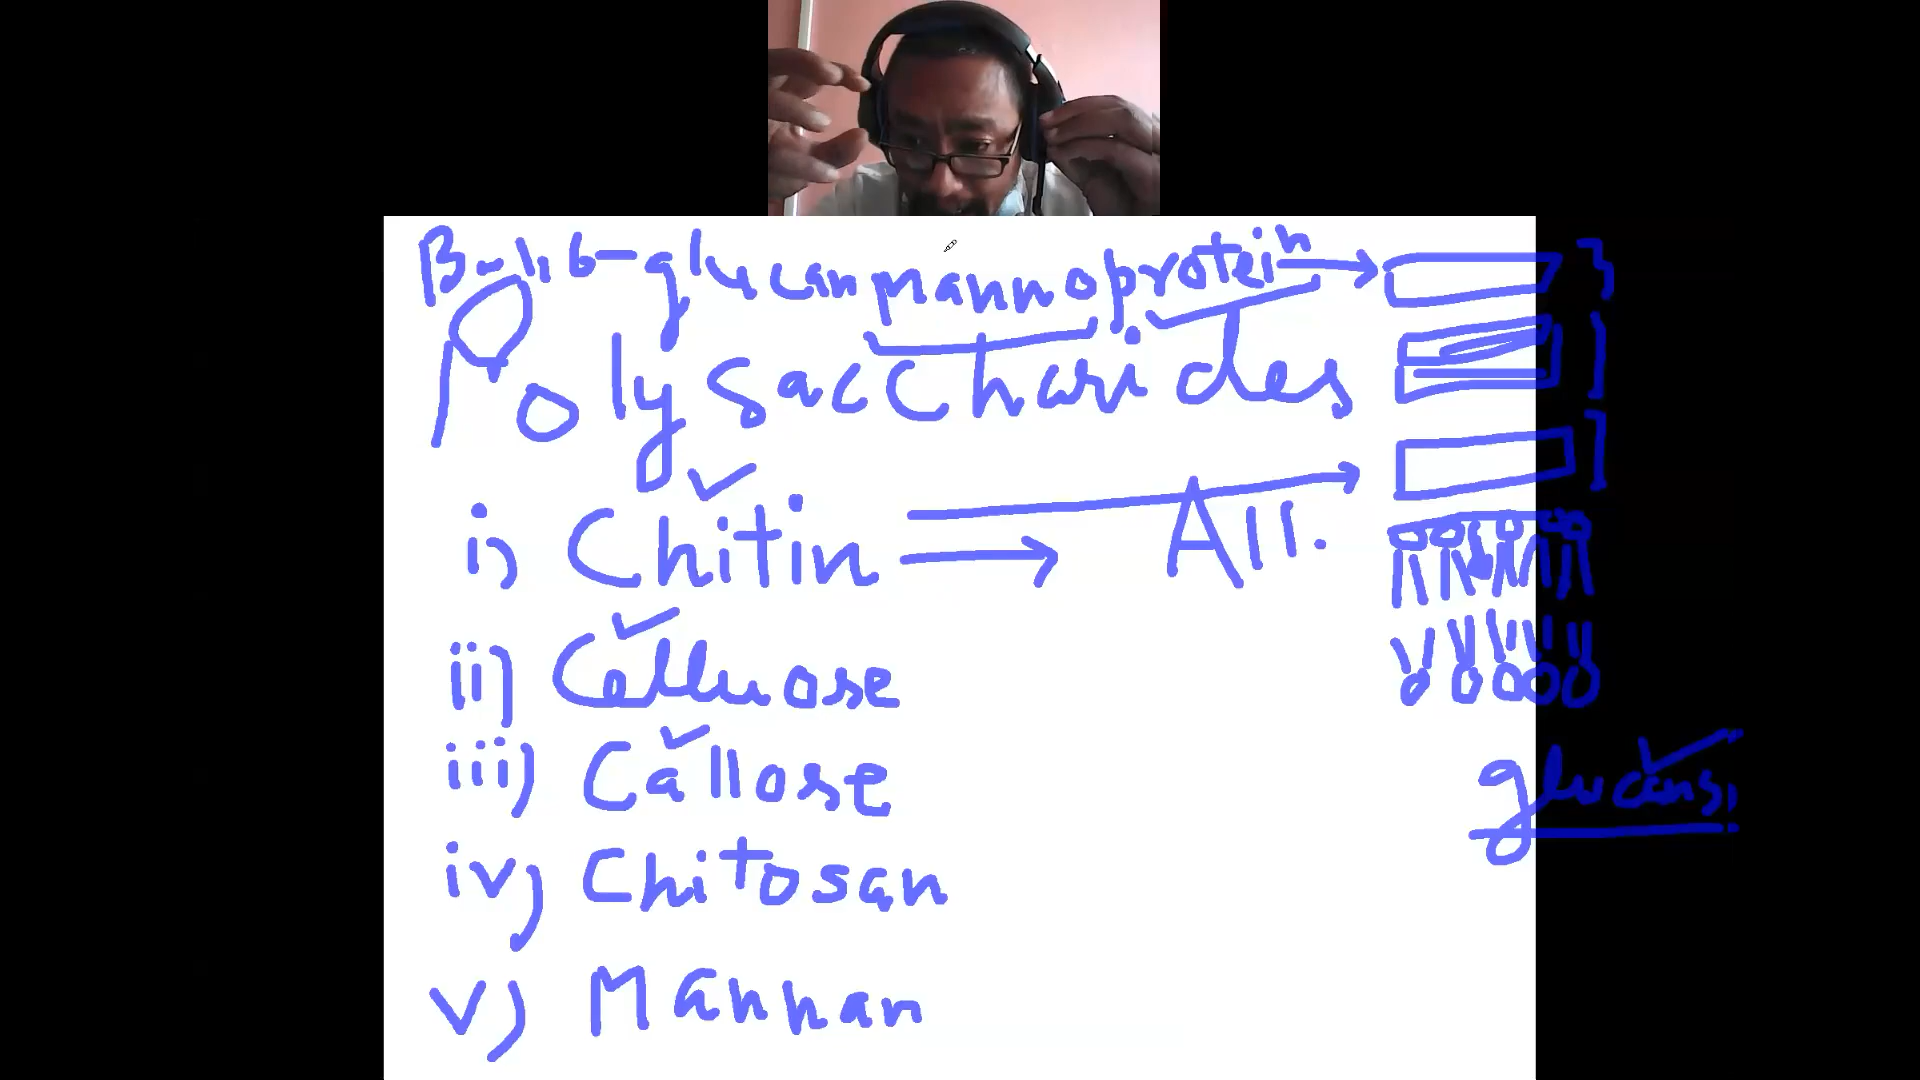 B-1,6-glucan mannoprotein
Polysaccharides
i) Chitin All.
ii) Cellulose
iii) Callose
iv) Chitosan
v) Mannan
glucans,